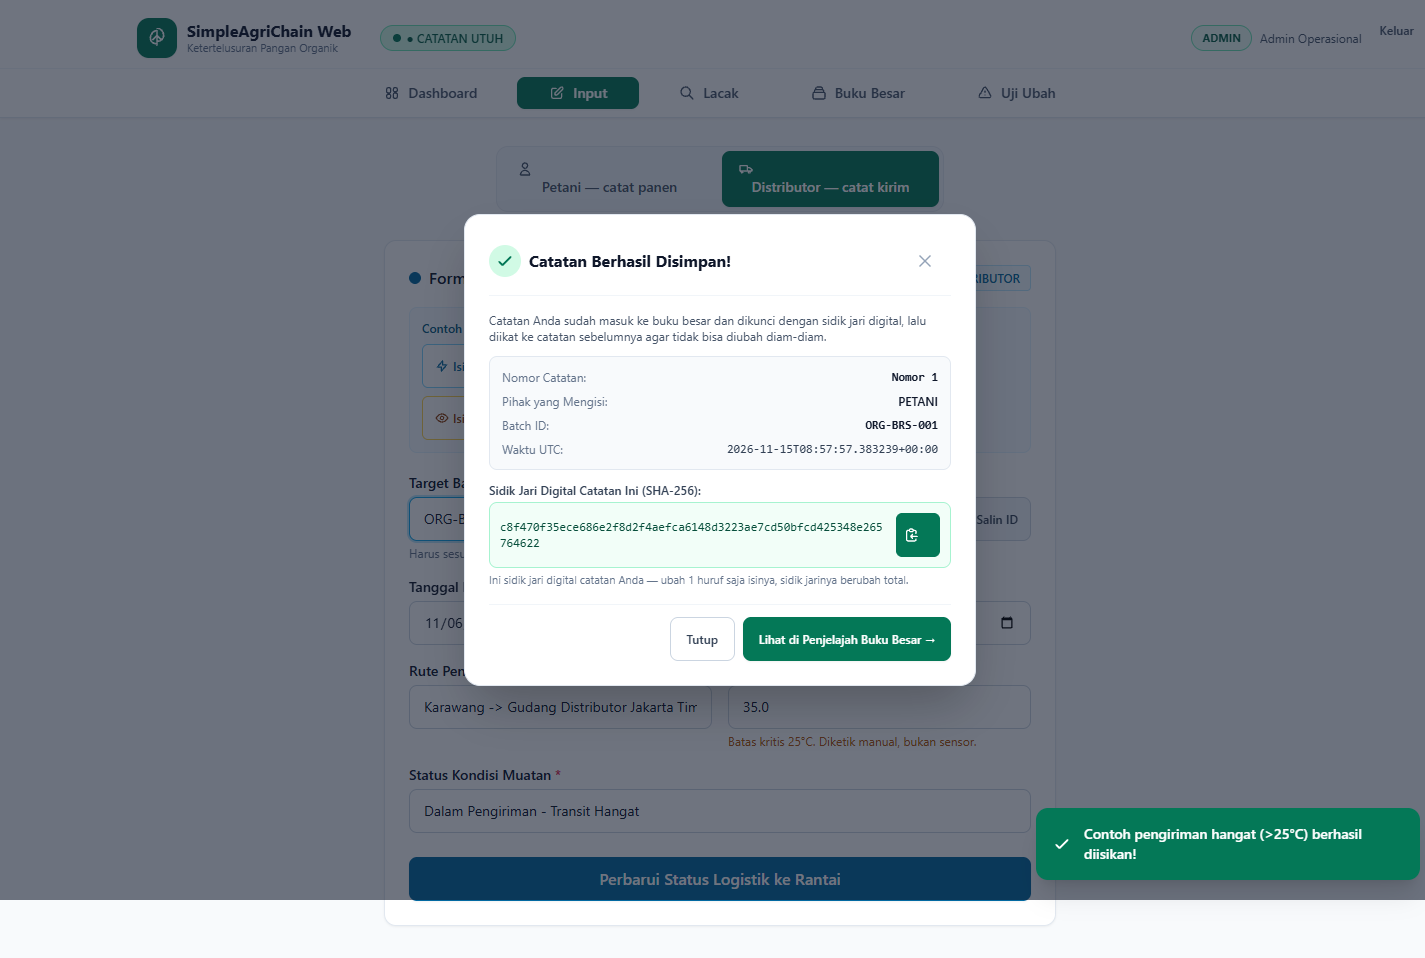 SimpleAgriChain Web
Ketertelusuran Pangan Organik
● CATATAN UTUH
ADMIN
Admin Operasional
Keluar
Dashboard
Input
Lacak
Buku Besar
Uji Ubah
Petani — catat panen
Distributor — catat kirim
Catatan Berhasil Disimpan!
Catatan Anda sudah masuk ke buku besar dan dikunci dengan sidik jari digital, lalu
diikat ke catatan sebelumnya agar tidak bisa diubah diam-diam.
Nomor Catatan: Nomor 1
Pihak yang Mengisi: PETANI
Batch ID: ORG-BRS-001
Waktu UTC: 2026-11-15T08:57:57.383239+00:00
Sidik Jari Digital Catatan Ini (SHA-256):
c8f470f35ece686e2f8d2f4aefca6148d3223ae7cd50bfcd425348e265
764622
Ini sidik jari digital catatan Anda — ubah 1 huruf saja isinya, sidik jarinya berubah total.
Tutup
Lihat di Penjelajah Buku Besar →
Form
RIBUTOR
Contoh
Isi
Isi
Target Ba
ORG-B
Salin ID
Harus sesu
Tanggal
11/06
Rute Pen
Karawang -> Gudang Distributor Jakarta Tim
35.0
Batas kritis 25°C. Diketik manual, bukan sensor.
Status Kondisi Muatan *
Dalam Pengiriman - Transit Hangat
Perbarui Status Logistik ke Rantai
Contoh pengiriman hangat (>25°C) berhasil
diisikan!